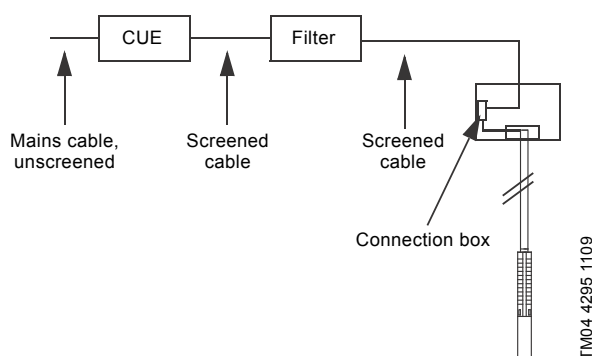 CUE
Filter
Mains cable,
unscreened
Screened
cable
Screened
cable
Connection box
TM04 4295 1109